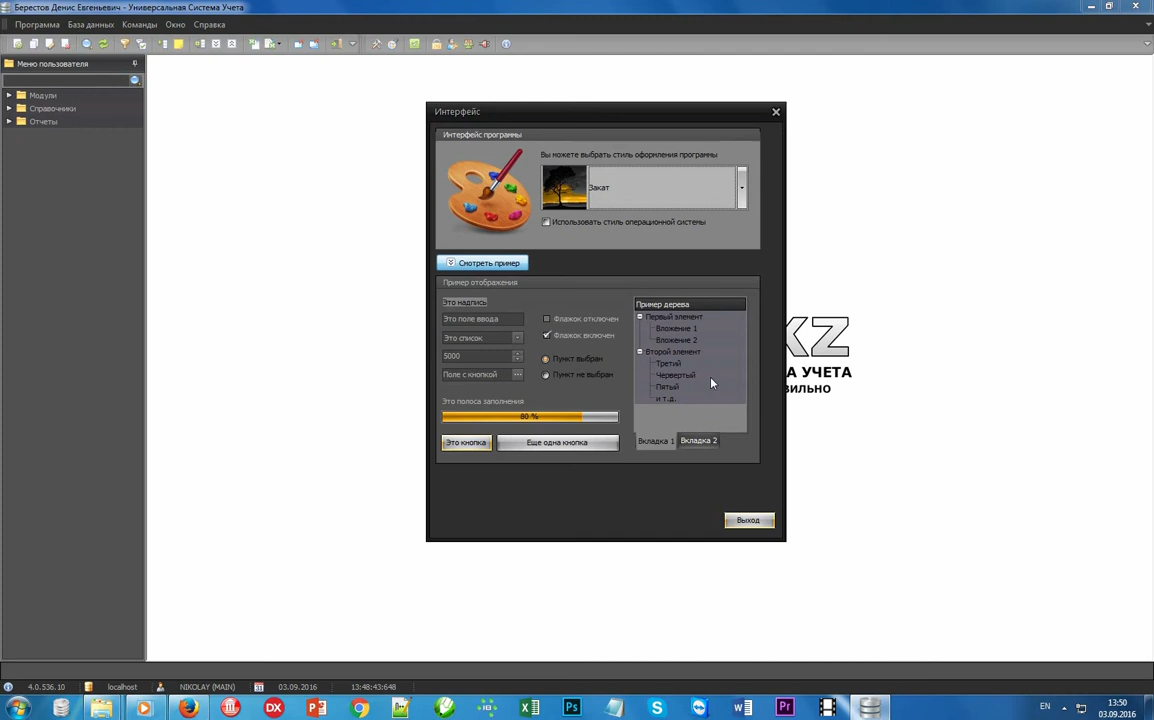 Берестов Денис Евгеньевич - Универсальная Система Учета
Программа База данных Команды Окно Справка
Меню пользователя
Модули
Справочники
Отчеты
Интерфейс
Интерфейс программы
Вы можете выбрать стиль оформления программы
Закат
Использовать стиль операционной системы
Смотреть пример
Пример отображения
Это надпись
Это поле ввода
Это список
5000
Поле с кнопкой
Флажок отключен
Флажок включен
Пункт выбран
Пункт не выбран
Это полоса заполнения
80 %
Это кнопка
Еще одна кнопка
Пример дерева
Первый элемент
Вложение 1
Вложение 2
Второй элемент
Третий
Червертый
Пятый
и т.д.
Вкладка 1 Вкладка 2
Выход
KZ
А УЧЕТА
вильно
4.0.536.10 localhost NIKOLAY (MAIN) 03.09.2016 13:48:43:648
EN 13:50
03.09.2016